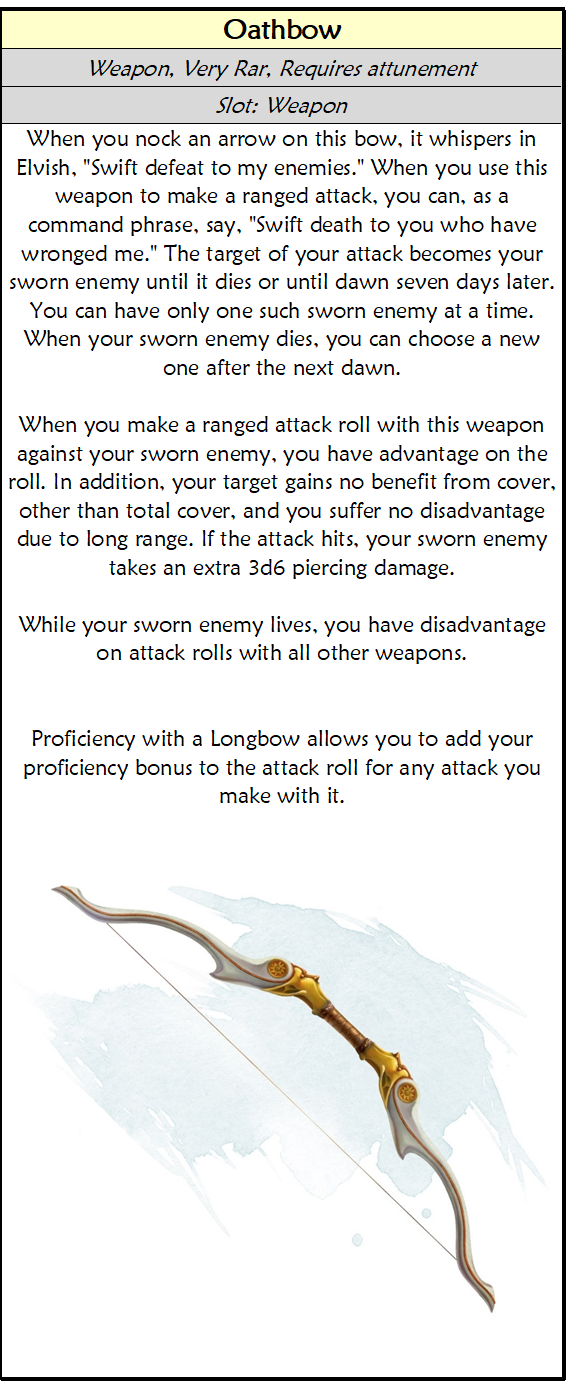 Oathbow
Weapon, Very Rar, Requires attunement
Slot: Weapon
When you nock an arrow on this bow, it whispers in
Elvish, "Swift defeat to my enemies." When you use this
weapon to make a ranged attack, you can, as a
command phrase, say, "Swift death to you who have
wronged me." The target of your attack becomes your
sworn enemy until it dies or until dawn seven days later.
You can have only one such sworn enemy at a time.
When your sworn enemy dies, you can choose a new
one after the next dawn.
When you make a ranged attack roll with this weapon
against your sworn enemy, you have advantage on the
roll. In addition, your target gains no benefit from cover,
other than total cover, and you suffer no disadvantage
due to long range. If the attack hits, your sworn enemy
takes an extra 3d6 piercing damage.
While your sworn enemy lives, you have disadvantage
on attack rolls with all other weapons.
Proficiency with a Longbow allows you to add your
proficiency bonus to the attack roll for any attack you
make with it.